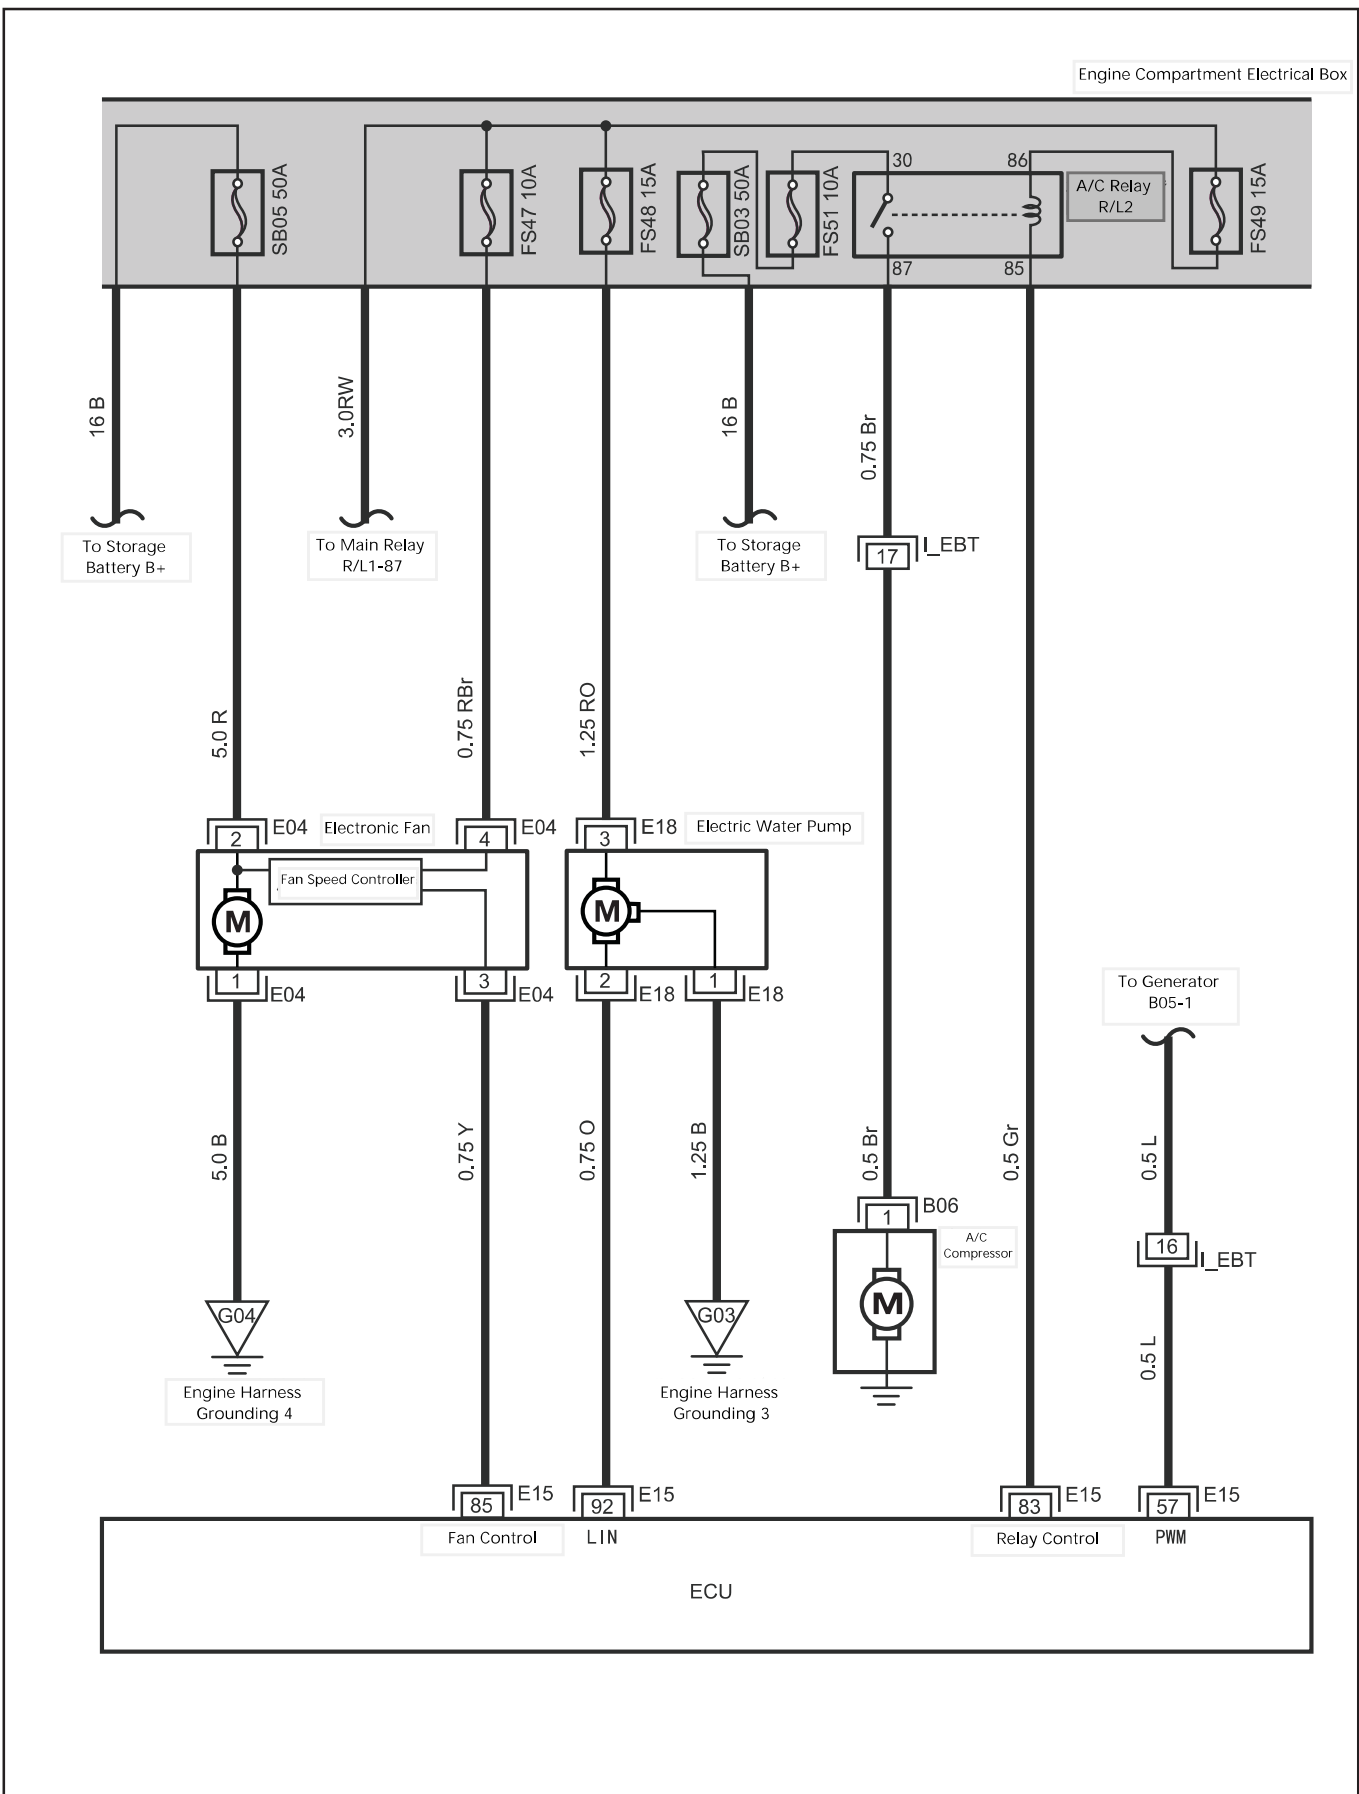 Engine Compartment Electrical Box
30
86
A/C Relay
R/L2
SB05 50A
FS47 10A
FS48 15A
SB03 50A
FS51 10A
FS49 15A
87
85
16 B
3.0RW
16 B
0.75 Br
To Storage
Battery B+
To Main Relay
R/L1-87
To Storage
Battery B+
17
I_EBT
5.0 R
0.75 RBr
1.25 RO
2
E04
Electronic Fan
4
E04
3
E18
Electric Water Pump
Fan Speed Controller
M
M
1
E04
3
E04
2
E18
1
E18
To Generator
B05-1
5.0 B
0.75 Y
0.75 O
1.25 B
0.5 Br
0.5 Gr
0.5 L
1
B06
A/C
Compressor
16
I_EBT
M
G04
G03
0.5 L
Engine Harness
Grounding 4
Engine Harness
Grounding 3
85
E15
92
E15
83
E15
57
E15
Fan Control
LIN
Relay Control
PWM
ECU